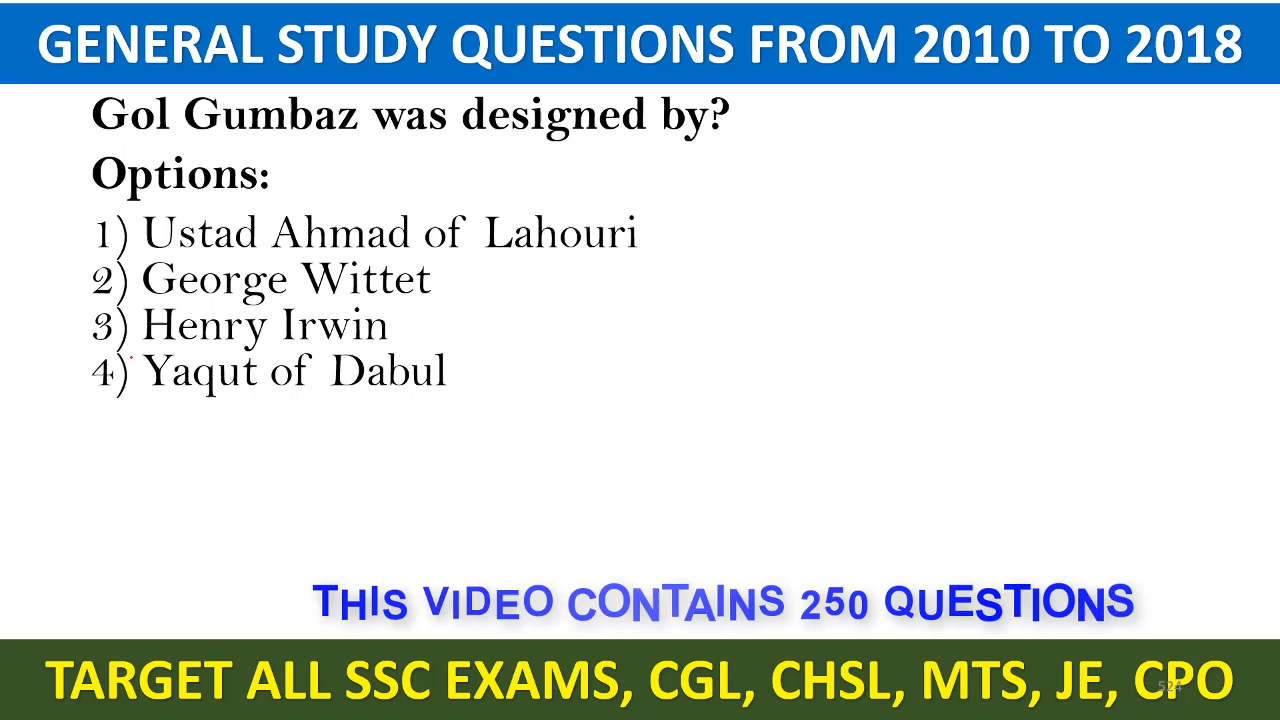 GENERAL STUDY QUESTIONS FROM 2010 TO 2018
Gol Gumbaz was designed by?
Options:
1) Ustad Ahmad of Lahouri
2) George Wittet
3) Henry Irwin
4) Yaqut of Dabul
THIS VIDEO CONTAINS 250 QUESTIONS
TARGET ALL SSC EXAMS, CGL, CHSL, MTS, JE, CPO
524